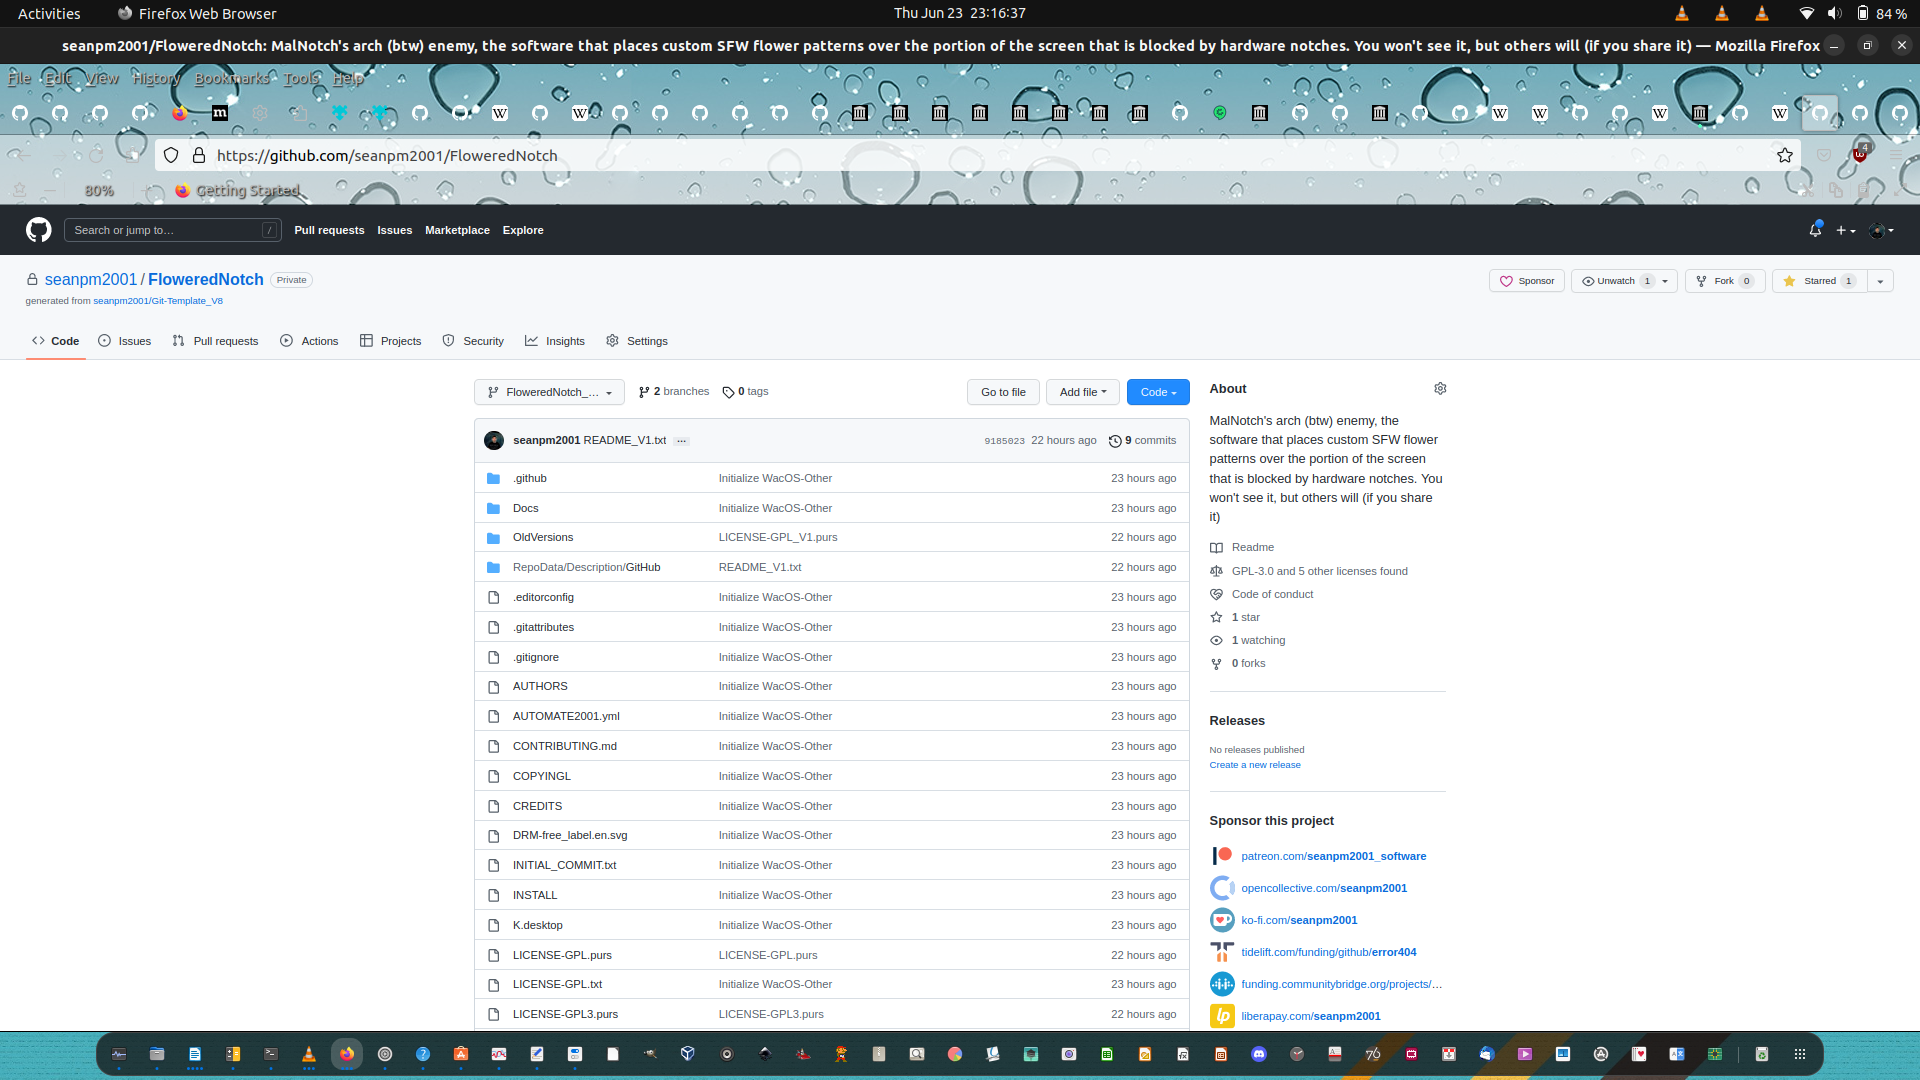 Activities
Firefox Web Browser
Thu Jun 23 23:16:37
84 %
seanpm2001/FloweredNotch: MalNotch's arch (btw) enemy, the software that places custom SFW flower patterns over the portion of the screen that is blocked by hardware notches. You won't see it, but others will (if you share it) — Mozilla Firefox
File Edit View History Bookmarks Tools Help
https://github.com/seanpm2001/FloweredNotch
4
80%
Getting Started
Search or jump to…
/
Pull requests Issues Marketplace Explore
seanpm2001 / FloweredNotch Private
generated from seanpm2001/Git-Template_V8
Sponsor
Unwatch 1
Fork 0
Starred 1
Code Issues Pull requests Actions Projects Security Insights Settings
FloweredNotch_…
2 branches
0 tags
Go to file
Add file
Code
seanpm2001 README_V1.txt ...
9185023 22 hours ago
9 commits
.github Initialize WacOS-Other 23 hours ago
Docs Initialize WacOS-Other 23 hours ago
OldVersions LICENSE-GPL_V1.purs 22 hours ago
RepoData/Description/GitHub README_V1.txt 22 hours ago
.editorconfig Initialize WacOS-Other 23 hours ago
.gitattributes Initialize WacOS-Other 23 hours ago
.gitignore Initialize WacOS-Other 23 hours ago
AUTHORS Initialize WacOS-Other 23 hours ago
AUTOMATE2001.yml Initialize WacOS-Other 23 hours ago
CONTRIBUTING.md Initialize WacOS-Other 23 hours ago
COPYINGL Initialize WacOS-Other 23 hours ago
CREDITS Initialize WacOS-Other 23 hours ago
DRM-free_label.en.svg Initialize WacOS-Other 23 hours ago
INITIAL_COMMIT.txt Initialize WacOS-Other 23 hours ago
INSTALL Initialize WacOS-Other 23 hours ago
K.desktop Initialize WacOS-Other 23 hours ago
LICENSE-GPL.purs LICENSE-GPL.purs 22 hours ago
LICENSE-GPL.txt Initialize WacOS-Other 23 hours ago
LICENSE-GPL3.purs LICENSE-GPL3.purs 22 hours ago
About
MalNotch's arch (btw) enemy, the
software that places custom SFW flower
patterns over the portion of the screen
that is blocked by hardware notches. You
won't see it, but others will (if you share
it)
Readme
GPL-3.0 and 5 other licenses found
Code of conduct
1 star
1 watching
0 forks
Releases
No releases published
Create a new release
Sponsor this project
patreon.com/seanpm2001_software
opencollective.com/seanpm2001
ko-fi.com/seanpm2001
tidelift.com/funding/github/error404
funding.communitybridge.org/projects/…
liberapay.com/seanpm2001